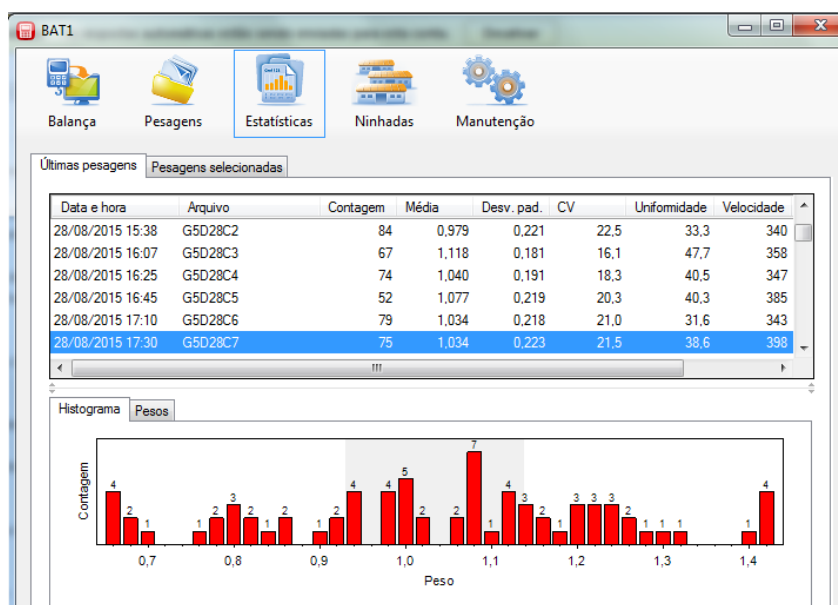 BAT1
Balança Pesagens Estatísticas Ninhadas Manutenção
Últimas pesagens Pesagens selecionadas
Data e hora Arquivo Contagem Média Desv. pad. CV Uniformidade Velocidade
28/08/2015 15:38 G5D28C2 84 0,979 0,221 22,5 33,3 340
28/08/2015 16:07 G5D28C3 67 1,118 0,181 16,1 47,7 358
28/08/2015 16:25 G5D28C4 74 1,040 0,191 18,3 40,5 347
28/08/2015 16:45 G5D28C5 52 1,077 0,219 20,3 40,3 385
28/08/2015 17:10 G5D28C6 79 1,034 0,218 21,0 31,6 343
28/08/2015 17:30 G5D28C7 75 1,034 0,223 21,5 38,6 398
Histograma Pesos
Contagem
4 2 1 1 2 3 2 1 2 1 2 4 4 5 2 2 7 1 4 3 2 1 3 3 3 2 1 1 1 1 4
0,7 0,8 0,9 1,0 1,1 1,2 1,3 1,4
Peso